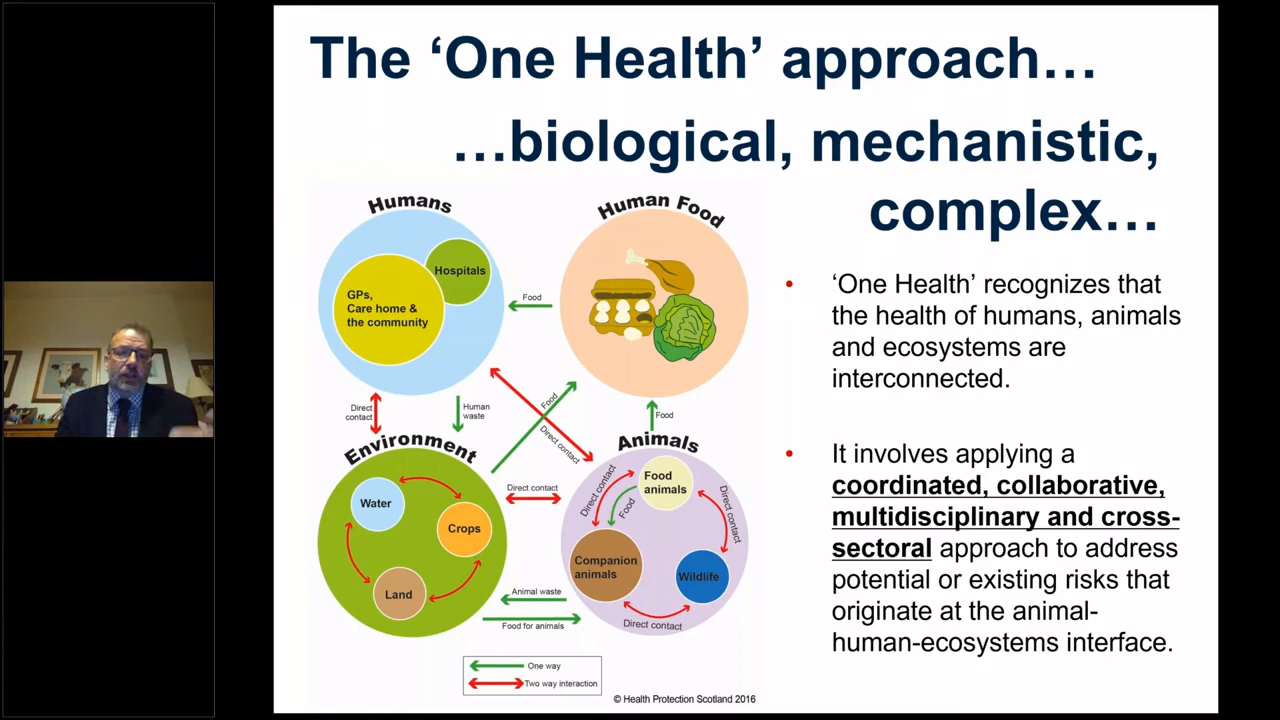 The ‘One Health’ approach…
…biological, mechanistic,
complex…
Humans
Hospitals
GPs,
Care home &
the community
Food
Human Food
Direct
contact
Human
waste
Food
Direct contact
Food
Environment
Water
Crops
Land
Direct contact
Animals
Food
animals
Direct contact
Food
Direct contact
Companion
animals
Wildlife
Direct contact
Animal waste
Food for animals
One way
Two way interaction
© Health Protection Scotland 2016
• ‘One Health’ recognizes that
the health of humans, animals
and ecosystems are
interconnected.
• It involves applying a
coordinated, collaborative,
multidisciplinary and cross-
sectoral approach to address
potential or existing risks that
originate at the animal-
human-ecosystems interface.